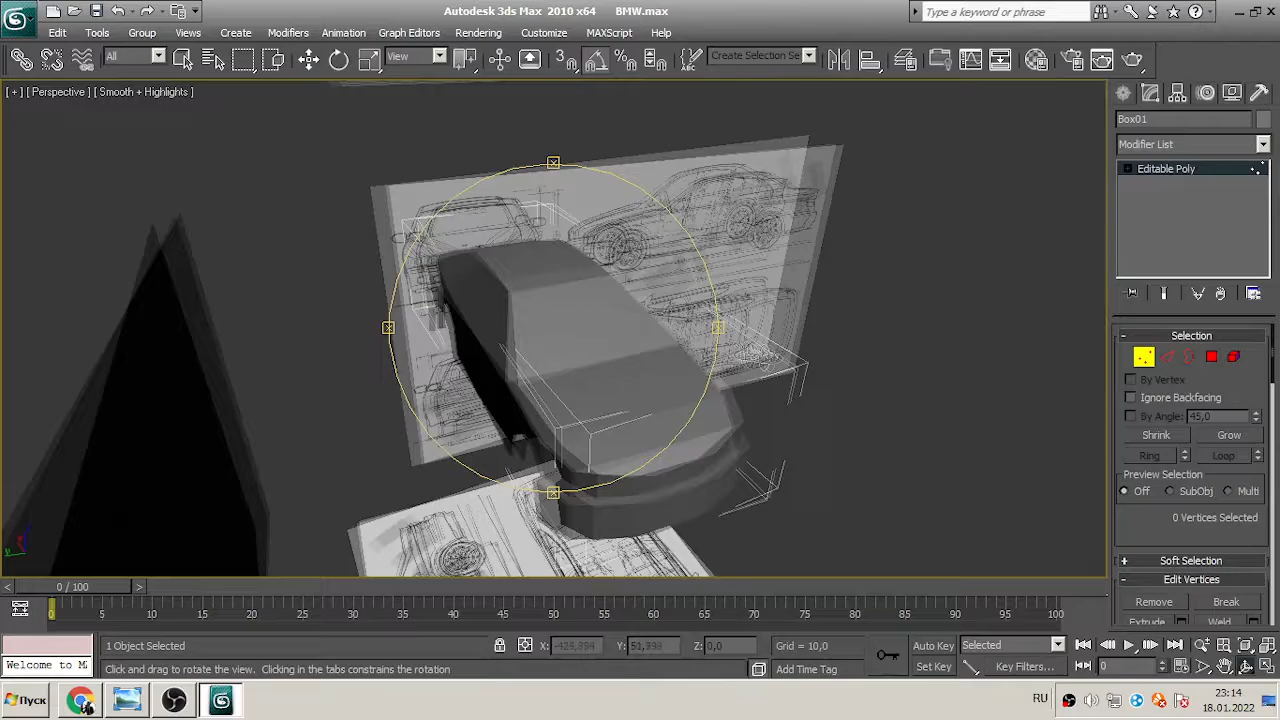 Autodesk 3ds Max 2010 x64 BMW.max
Type a keyword or phrase
Edit Tools Group Views Create Modifiers Animation Graph Editors Rendering Customize MAXScript Help
All
View
3
ABC
Create Selection Se
[ + ] [ Perspective ] [ Smooth + Highlights ]
Box01
Modifier List
Editable Poly
Selection
By Vertex
Ignore Backfacing
By Angle: 45,0
Shrink Grow
Ring Loop
Preview Selection
Off SubObj Multi
0 Vertices Selected
Soft Selection
Edit Vertices
Remove Break
Extrude Weld
y
< 0 / 100 >
0 5 10 15 20 25 30 35 40 45 50 55 60 65 70 75 80 85 90 95 100
1 Object Selected
X: -429,998 Y: 51,398 Z: 0,0
Grid = 10,0
Auto Key Selected
Welcome to M
Click and drag to rotate the view. Clicking in the tabs constrains the rotation
Add Time Tag
Set Key Key Filters... 0
Пуск
RU
23:14
18.01.2022